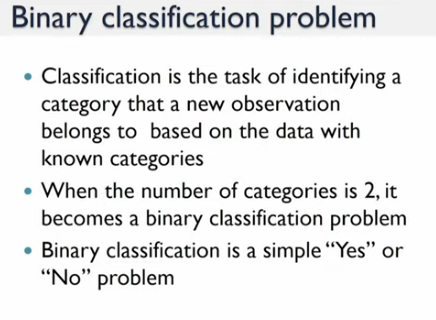 Binary classification problem
• Classification is the task of identifying a
category that a new observation
belongs to based on the data with
known categories
• When the number of categories is 2, it
becomes a binary classification problem
• Binary classification is a simple “Yes” or
“No” problem